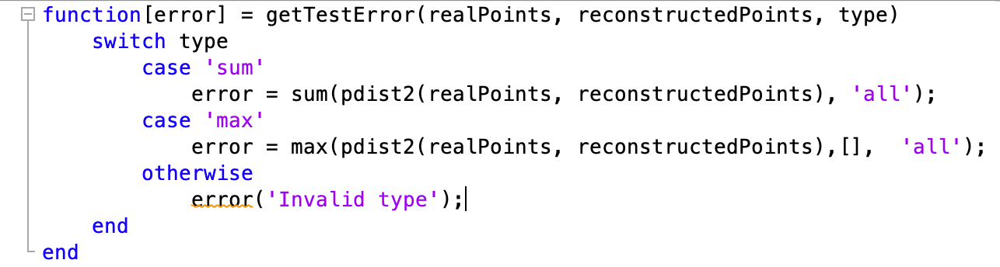 function[error] = getTestError(realPoints, reconstructedPoints, type)
    switch type
        case 'sum'
            error = sum(pdist2(realPoints, reconstructedPoints), 'all');
        case 'max'
            error = max(pdist2(realPoints, reconstructedPoints),[],  'all');
        otherwise
            error('Invalid type');
    end
end